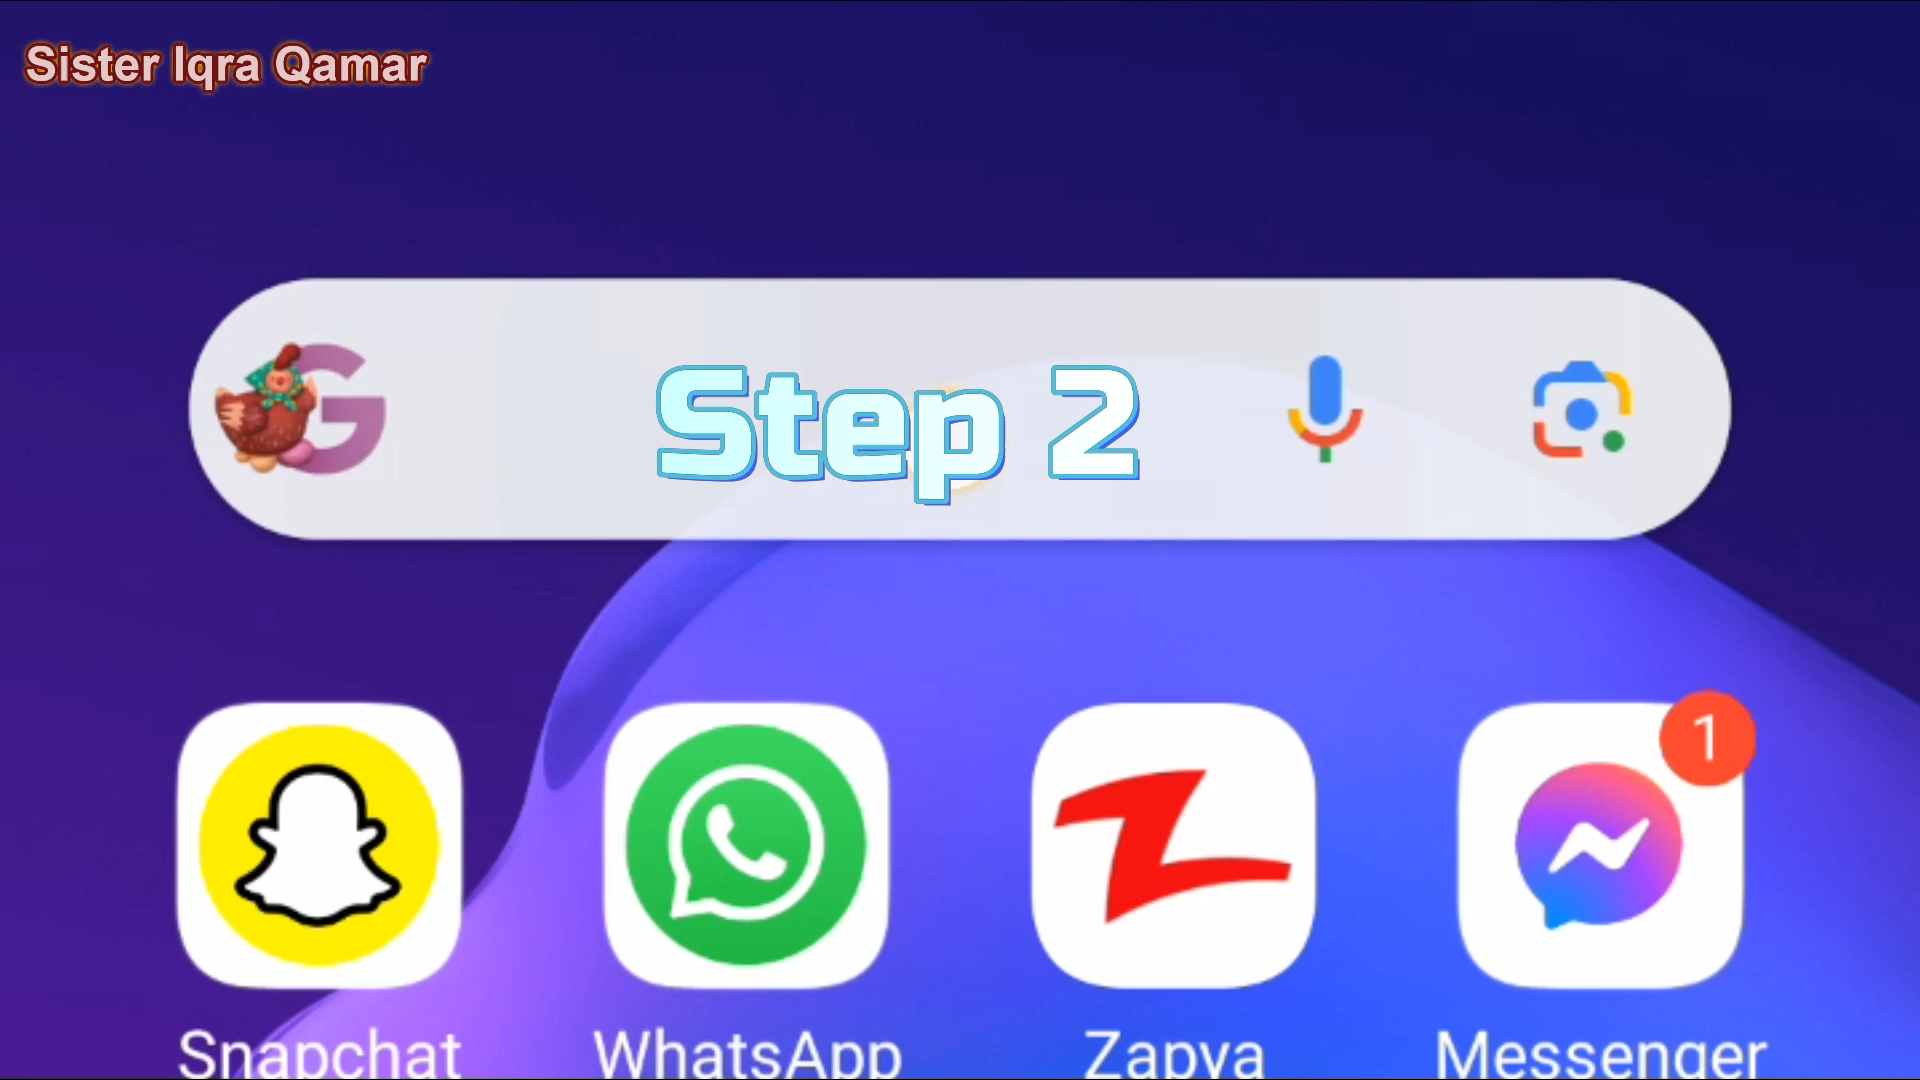 Sister Iqra Qamar
G
Step 2
1
Snapchat
WhatsApp
Zapya
Messenger